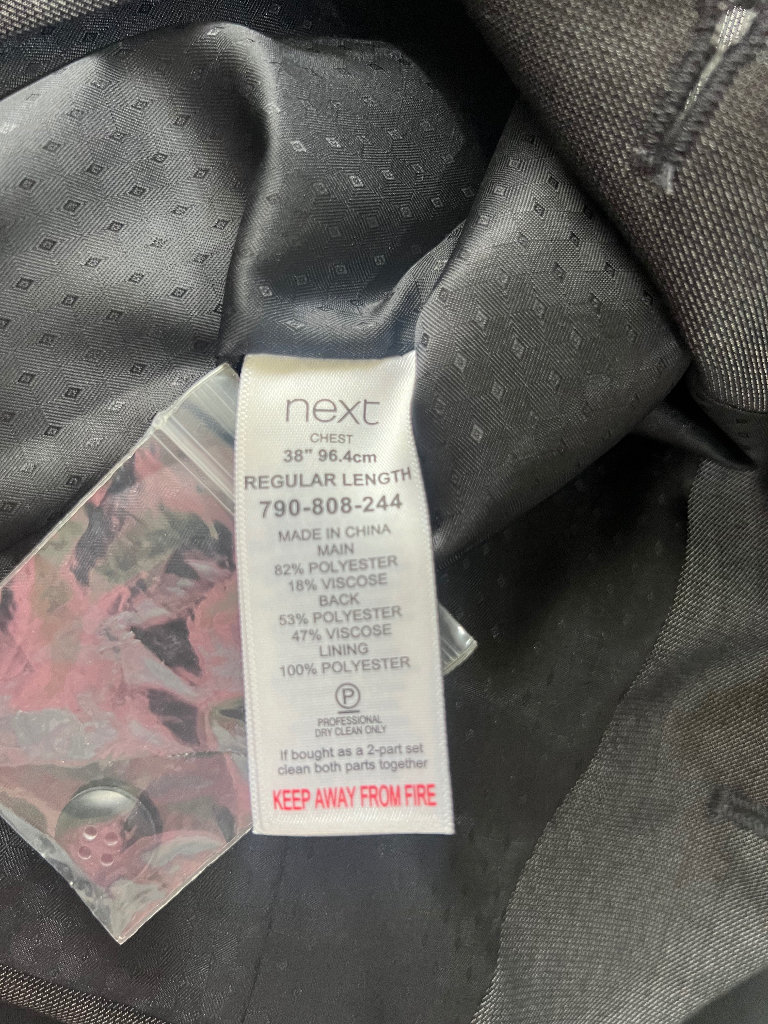 next
CHEST
38" 96.4cm
REGULAR LENGTH
790-808-244
MADE IN CHINA
MAIN
82% POLYESTER
18% VISCOSE
BACK
53% POLYESTER
47% VISCOSE
LINING
100% POLYESTER
P
PROFESSIONAL
DRY CLEAN ONLY
If bought as a 2-part set
clean both parts together
KEEP AWAY FROM FIRE